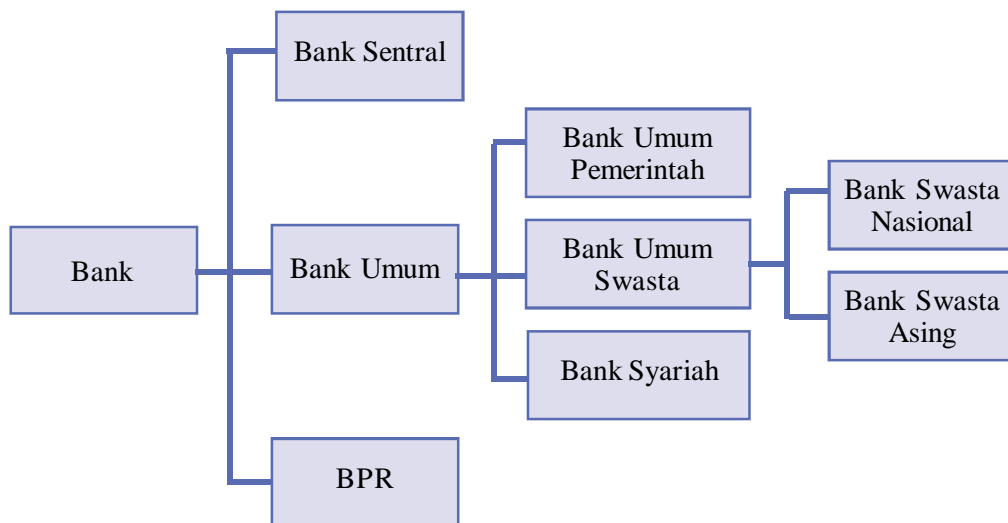 Bank Sentral
Bank Umum
Pemerintah
Bank Swasta
Nasional
Bank
Bank Umum
Bank Umum
Swasta
Bank Swasta
Asing
Bank Syariah
BPR